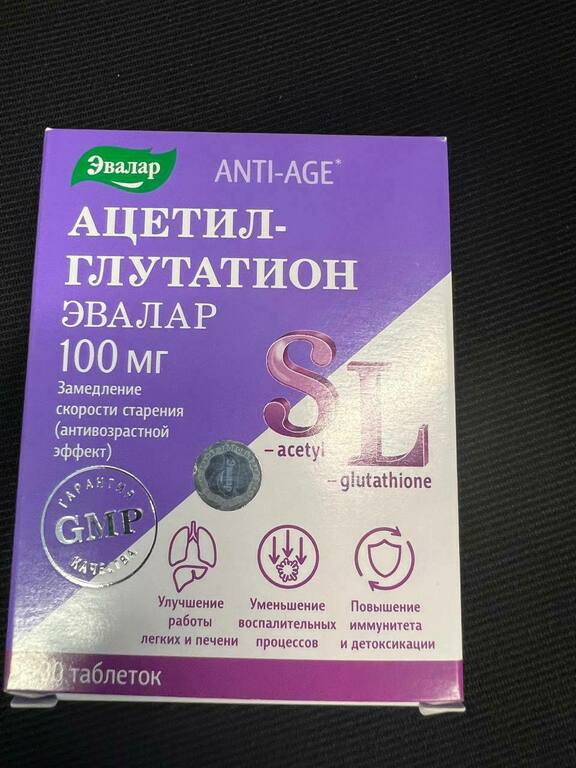 Эвалар
ANTI-AGE*
АЦЕТИЛ-
ГЛУТАТИОН
ЭВАЛАР
100 мг
Замедление
скорости старения
(антивозрастной
эффект)
S
– acetyl
L
– glutathione
ГАРАНТИЯ
GMP
КАЧЕСТВА
Улучшение
работы
легких и печени
Уменьшение
воспалительных
процессов
Повышение
иммунитета
и детоксикации
таблеток